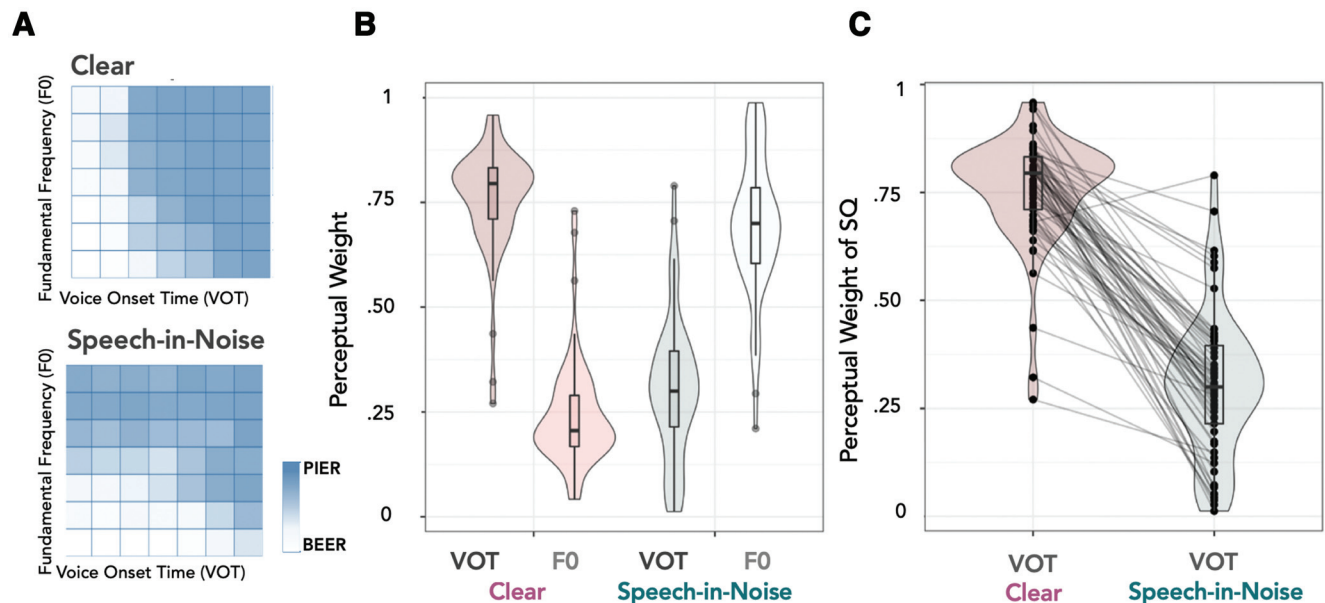 A
Clear
Fundamental Frequency (F0)
Voice Onset Time (VOT)
Speech-in-Noise
Fundamental Frequency (F0)
Voice Onset Time (VOT)
PIER
BEER
B
Perceptual Weight
1
.75
.50
.25
0
VOT F0 VOT F0
Clear Speech-in-Noise
C
Perceptual Weight of SQ
1
.75
.50
.25
0
VOT VOT
Clear Speech-in-Noise